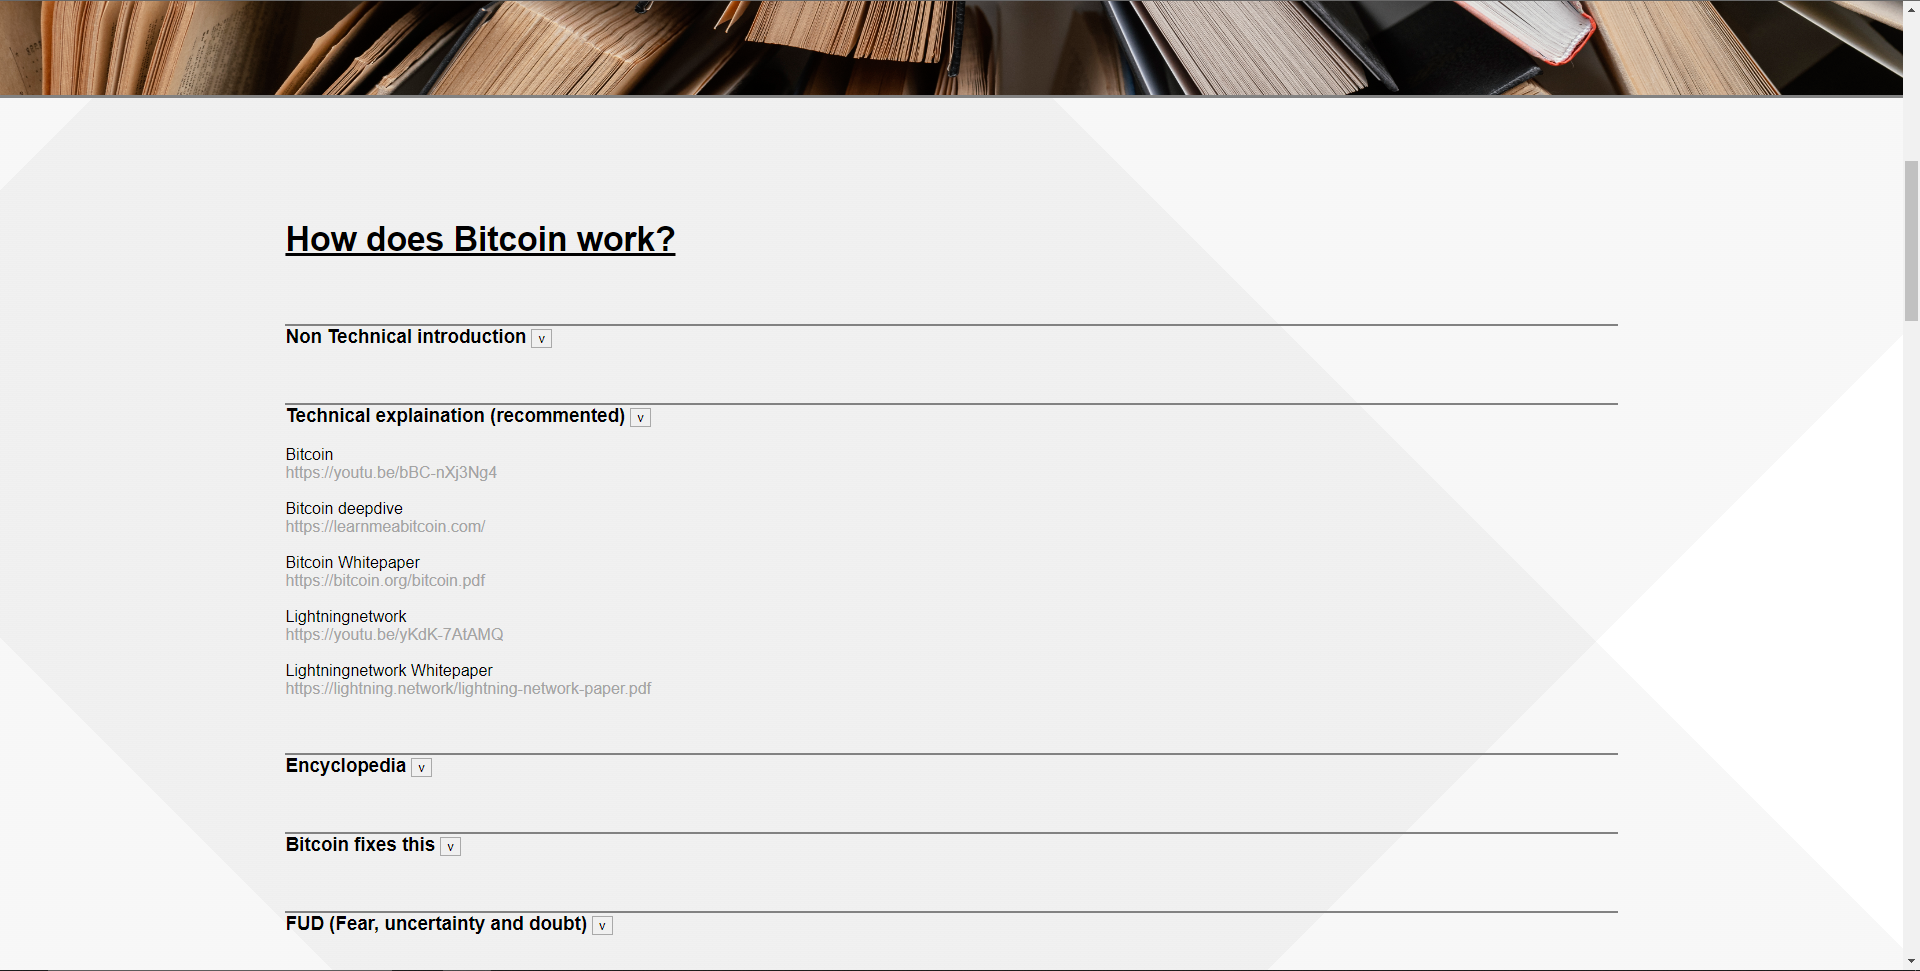 How does Bitcoin work?
Non Technical introduction v
Technical explaination (recommented) v
Bitcoin
https://youtu.be/bBC-nXj3Ng4
Bitcoin deepdive
https://learnmeabitcoin.com/
Bitcoin Whitepaper
https://bitcoin.org/bitcoin.pdf
Lightningnetwork
https://youtu.be/yKdK-7AtAMQ
Lightningnetwork Whitepaper
https://lightning.network/lightning-network-paper.pdf
Encyclopedia v
Bitcoin fixes this v
FUD (Fear, uncertainty and doubt) v